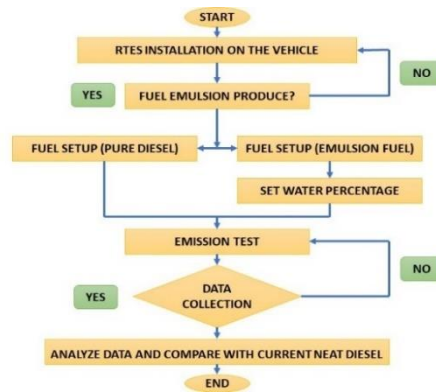 START
RTES INSTALLATION ON THE VEHICLE
NO
YES
FUEL EMULSION PRODUCE?
FUEL SETUP (PURE DIESEL)
FUEL SETUP (EMULSION FUEL)
SET WATER PERCENTAGE
EMISSION TEST
NO
YES
DATA
COLLECTION
ANALYZE DATA AND COMPARE WITH CURRENT NEAT DIESEL
END